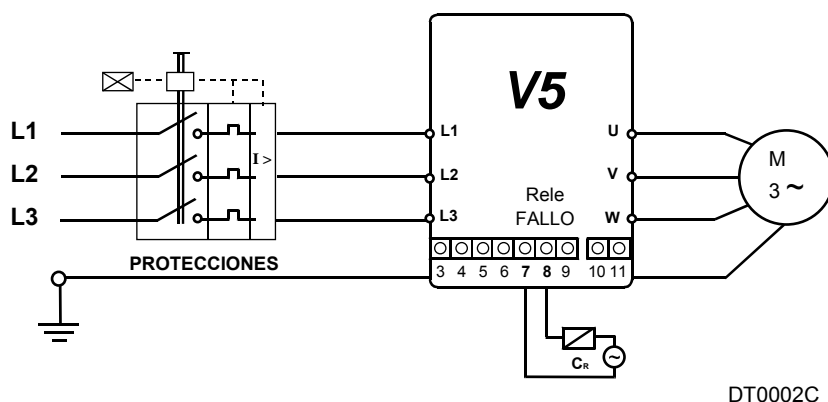 V5
L1
L2
L3
I >
PROTECCIONES
L1
L2
L3
U
V
W
Rele
FALLO
M
3 ~
3 4 5 6 7 8 9 10 11
CR
~
DT0002C